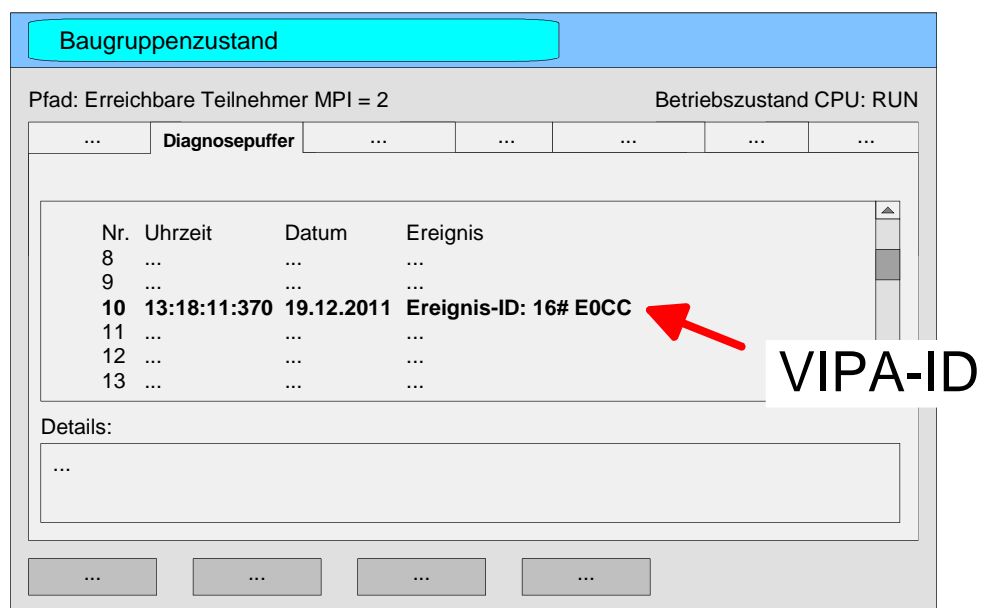 Baugruppenzustand
Pfad: Erreichbare Teilnehmer MPI = 2 Betriebszustand CPU: RUN
... Diagnosepuffer ... ... ... ... ...
Nr. Uhrzeit Datum Ereignis
8 ... ... ...
9 ... ... ...
10 13:18:11:370 19.12.2011 Ereignis-ID: 16# E0CC
11 ... ... ...
12 ... ... ...
13 ... ... ...
VIPA-ID
Details:
...
... ... ... ...